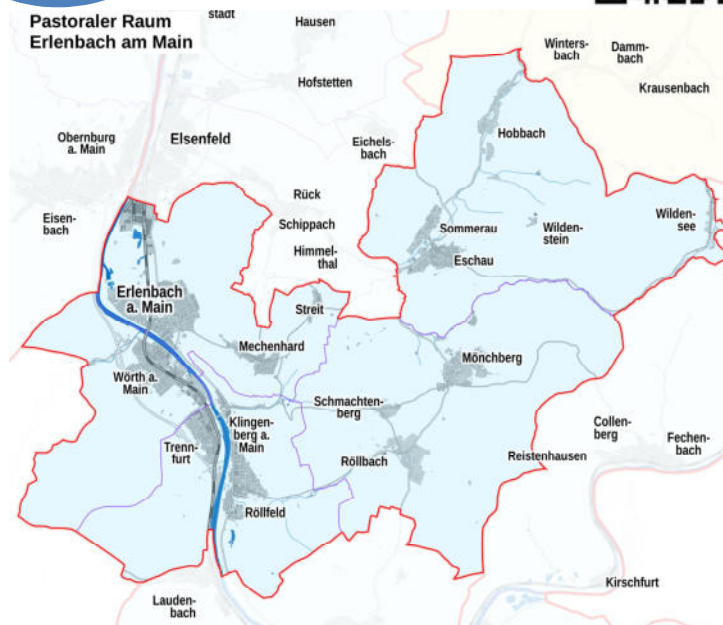 Pastoraler Raum
Erlenbach am Main
stadt
Hausen
Winters-
bach
Damm-
bach
Krausenbach
Hofstetten
Obernburg
a. Main
Elsenfeld
Eichels-
bach
Hobbach
Eisen-
bach
Rück
Schippach
Himmel-
thal
Sommerau
Eschau
Wilden-
stein
Wilden-
see
Erlenbach
a. Main
Streit
Mechenhard
Mönchberg
Wörth a.
Main
Schmachten-
berg
Klingen-
berg a.
Main
Trenn-
furt
Röllbach
Reistenhausen
Collen-
berg
Fechen-
bach
Röllfeld
Kirschfurt
Lauden-
bach